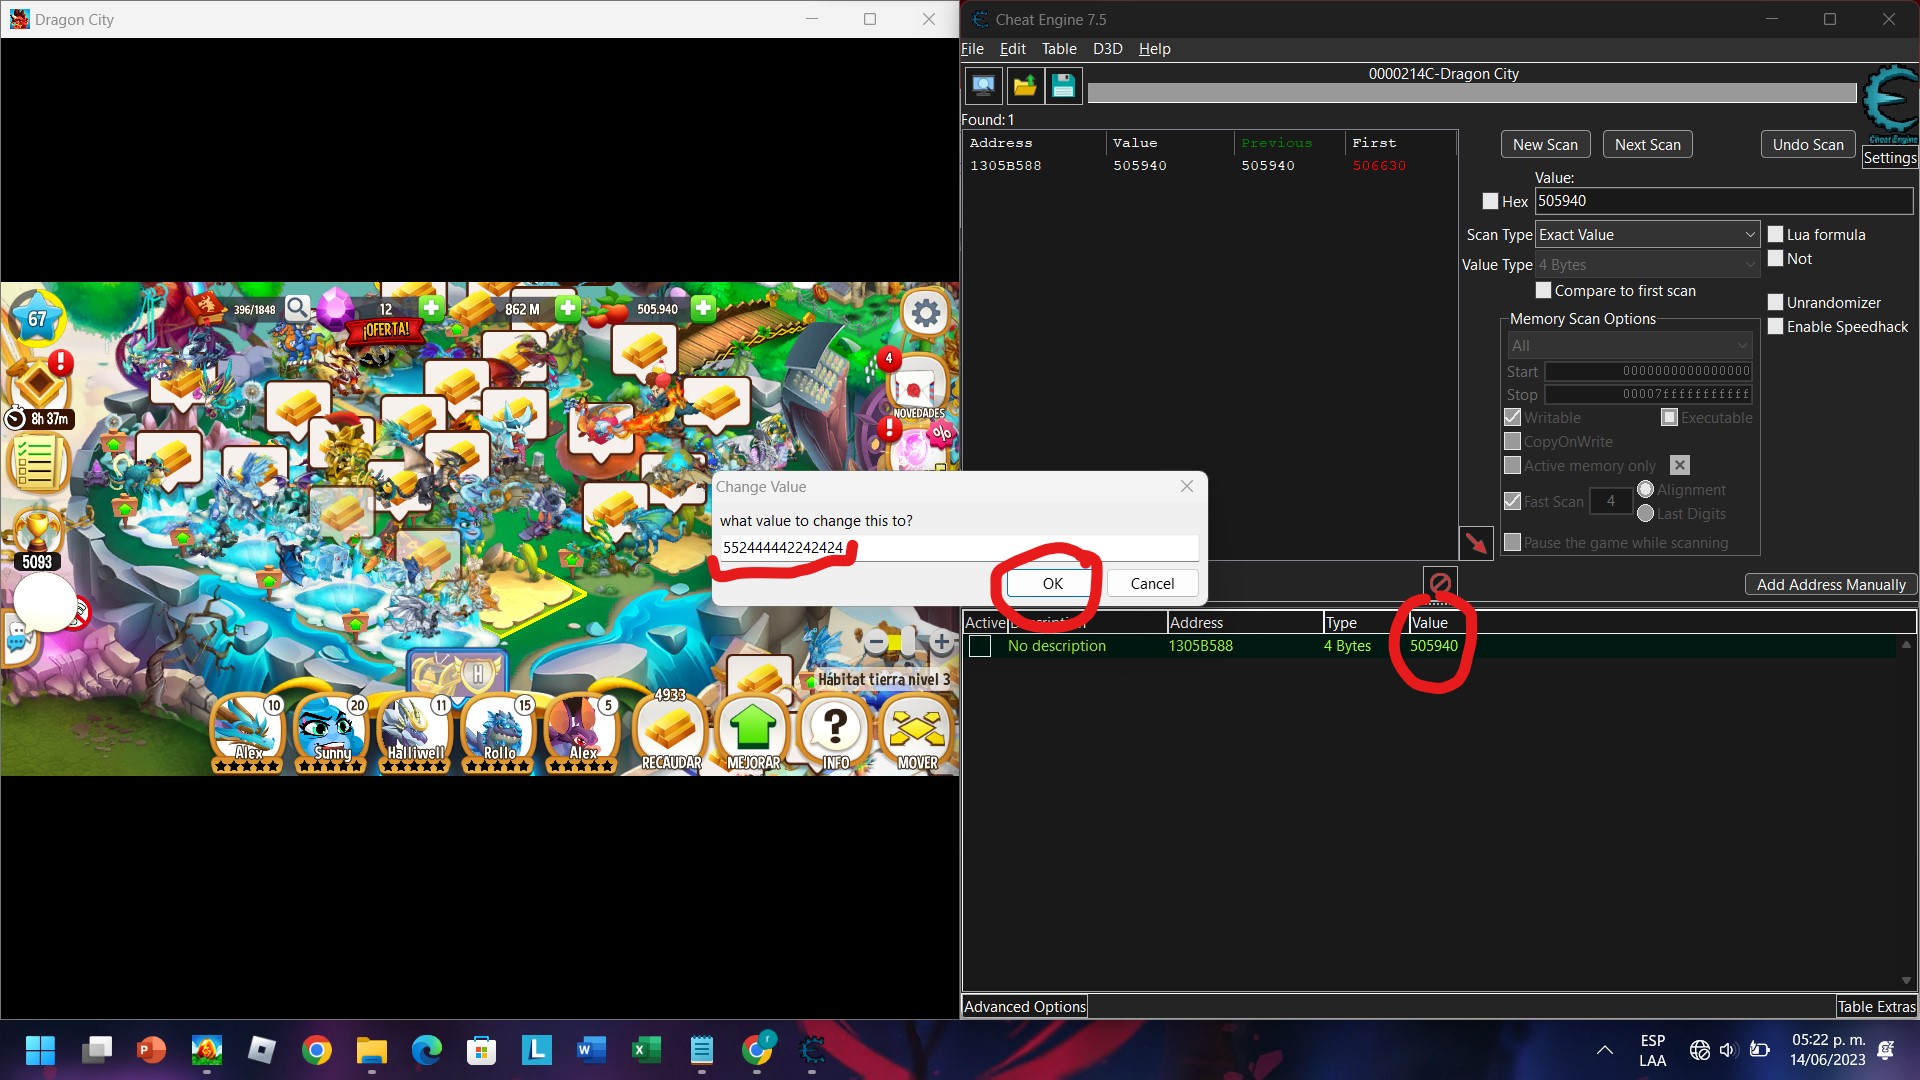 Dragon City
67
396/1848
12
¡OFERTA!
862 M
505.940
4
NOVEDADES
%
8h 37m
5093
Hábitat tierra nivel 3
10
20
11
15
5
4933
Alex
Sunny
Halliwell
Rollo
Alex
RECAUDAR
MEJORAR
INFO
MOVER
H
Cheat Engine 7.5
File Edit Table D3D Help
0000214C-Dragon City
Cheat Engine
Found: 1
Address Value Previous First
1305B588 505940 505940 506630
New Scan Next Scan Undo Scan
Settings
Value:
Hex 505940
Scan Type Exact Value
Lua formula
Value Type 4 Bytes
Not
Compare to first scan
Unrandomizer
Enable Speedhack
Memory Scan Options
All
Start 0000000000000000
Stop 00007fffffffffff
Writable Executable
CopyOnWrite
Active memory only
Fast Scan 4 Alignment
Last Digits
Pause the game while scanning
Add Address Manually
Change Value
what value to change this to?
552444442242424
OK Cancel
Active Description Address Type Value
No description 1305B588 4 Bytes 505940
Advanced Options Table Extras
ESP
LAA
05:22 p. m.
14/06/2023